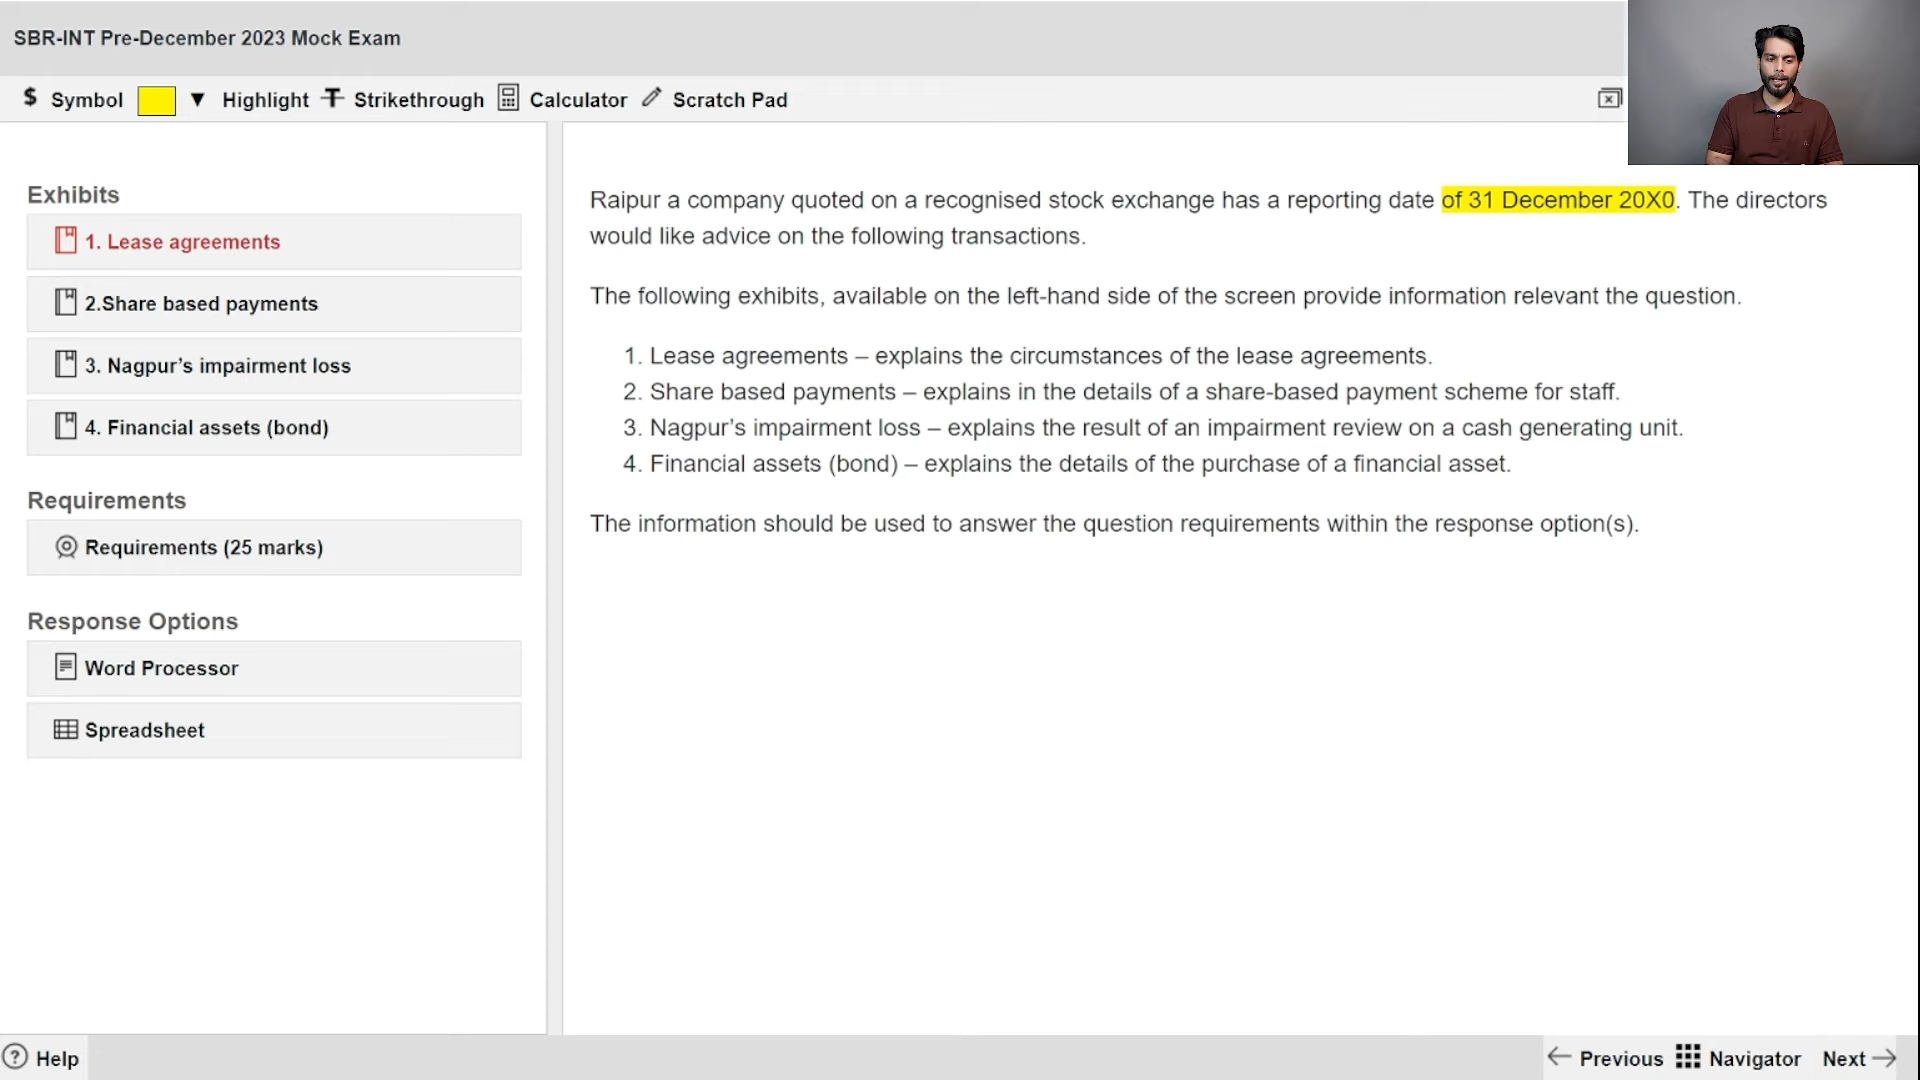 SBR-INT Pre-December 2023 Mock Exam
$ Symbol ▼ Highlight T Strikethrough Calculator Scratch Pad
Exhibits
1. Lease agreements
2.Share based payments
3. Nagpur’s impairment loss
4. Financial assets (bond)
Requirements
Requirements (25 marks)
Response Options
Word Processor
Spreadsheet
Raipur a company quoted on a recognised stock exchange has a reporting date of 31 December 20X0. The directors
would like advice on the following transactions.
The following exhibits, available on the left-hand side of the screen provide information relevant the question.
1. Lease agreements – explains the circumstances of the lease agreements.
2. Share based payments – explains in the details of a share-based payment scheme for staff.
3. Nagpur’s impairment loss – explains the result of an impairment review on a cash generating unit.
4. Financial assets (bond) – explains the details of the purchase of a financial asset.
The information should be used to answer the question requirements within the response option(s).
? Help
← Previous Navigator Next →